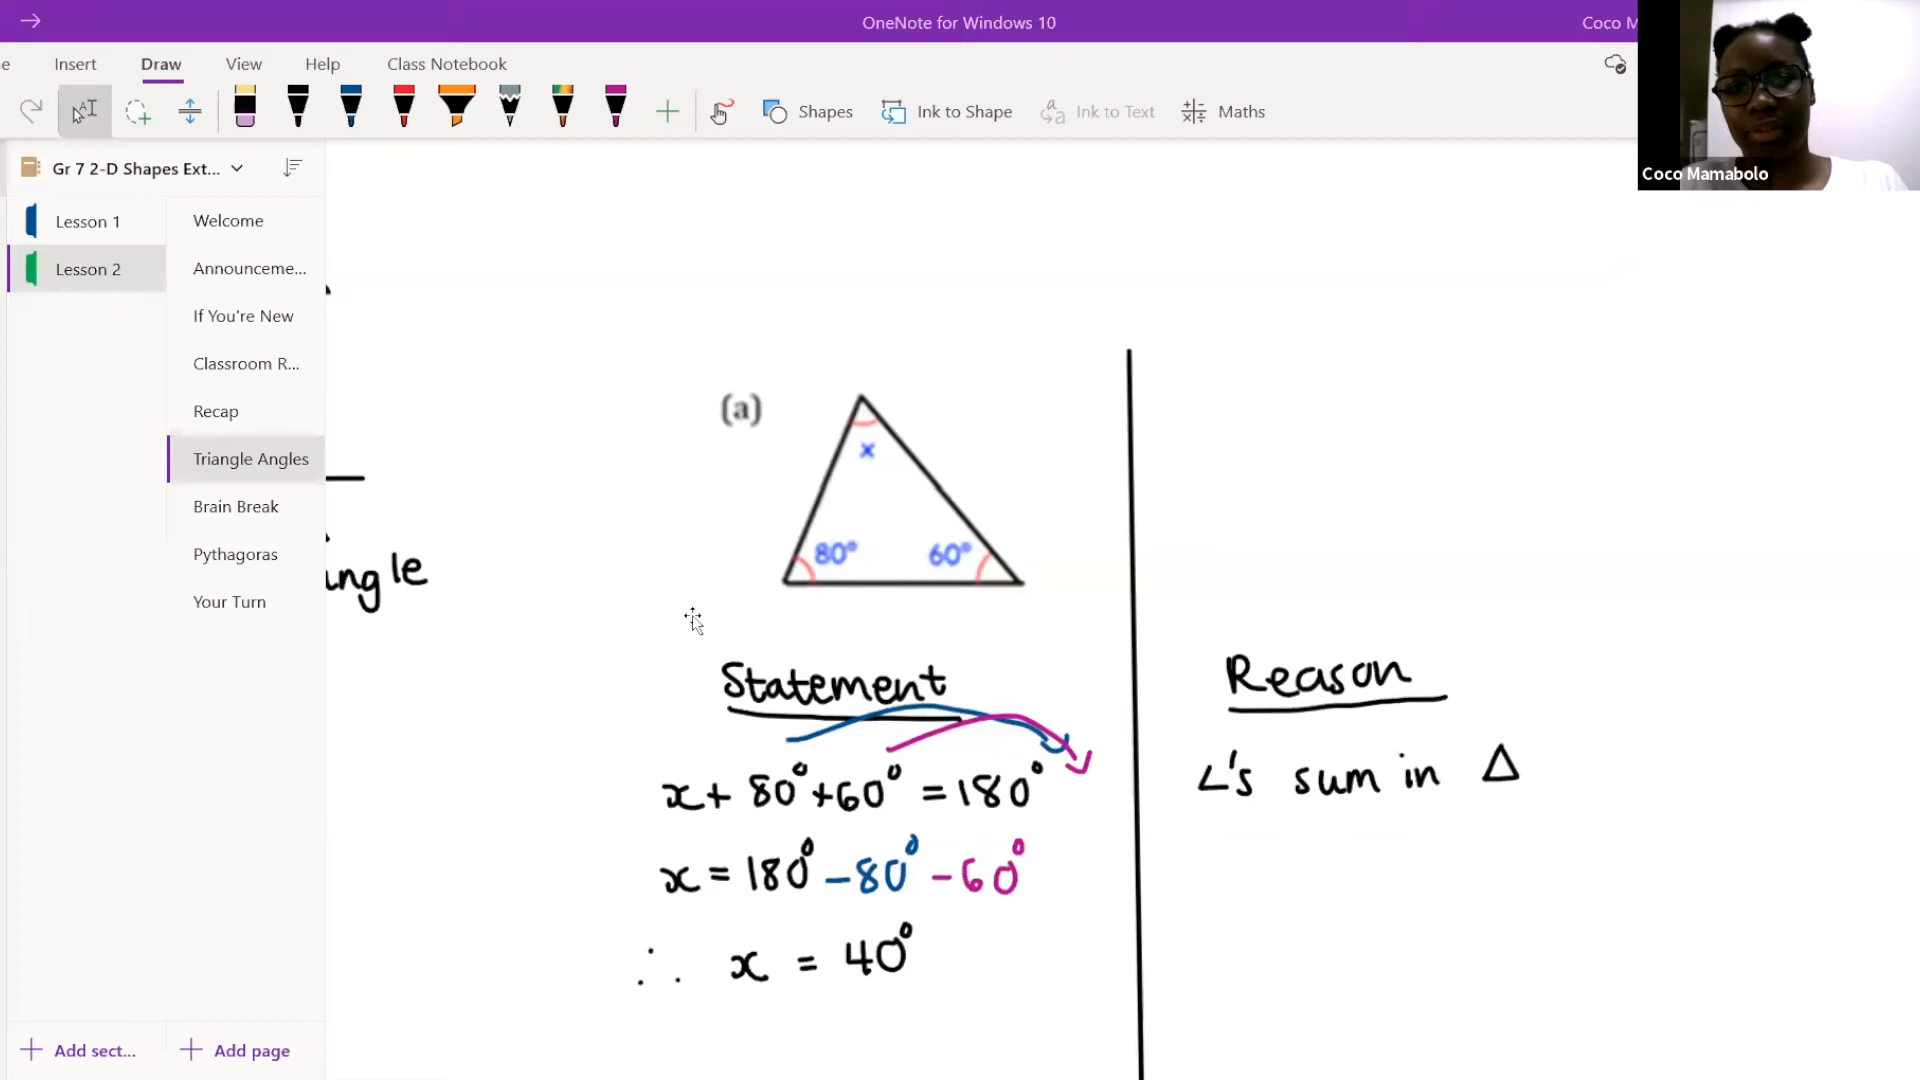 OneNote for Windows 10
Coco M
Insert
Draw
View
Help
Class Notebook
Shapes
Ink to Shape
Ink to Text
Maths
Coco Mamabolo
Gr 7 2-D Shapes Ext...
Lesson 1
Lesson 2
Welcome
Announceme...
If You're New
Classroom R...
Recap
Triangle Angles
Brain Break
Pythagoras
Your Turn
Add sect...
Add page
ngle
(a)
x
80° 60°
Statement
x + 80° + 60° = 180°
x = 180° - 80° - 60°
∴ x = 40°
Reason
∠'s sum in △